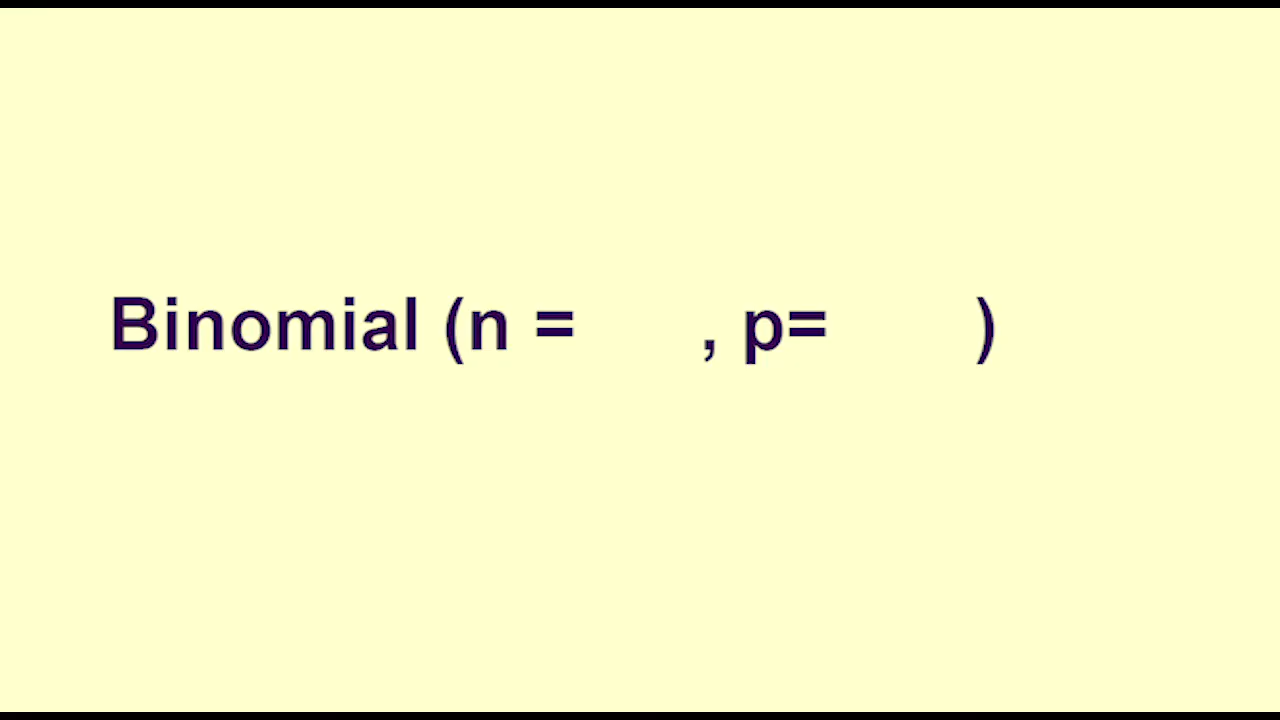 Binomial (n = , p= )